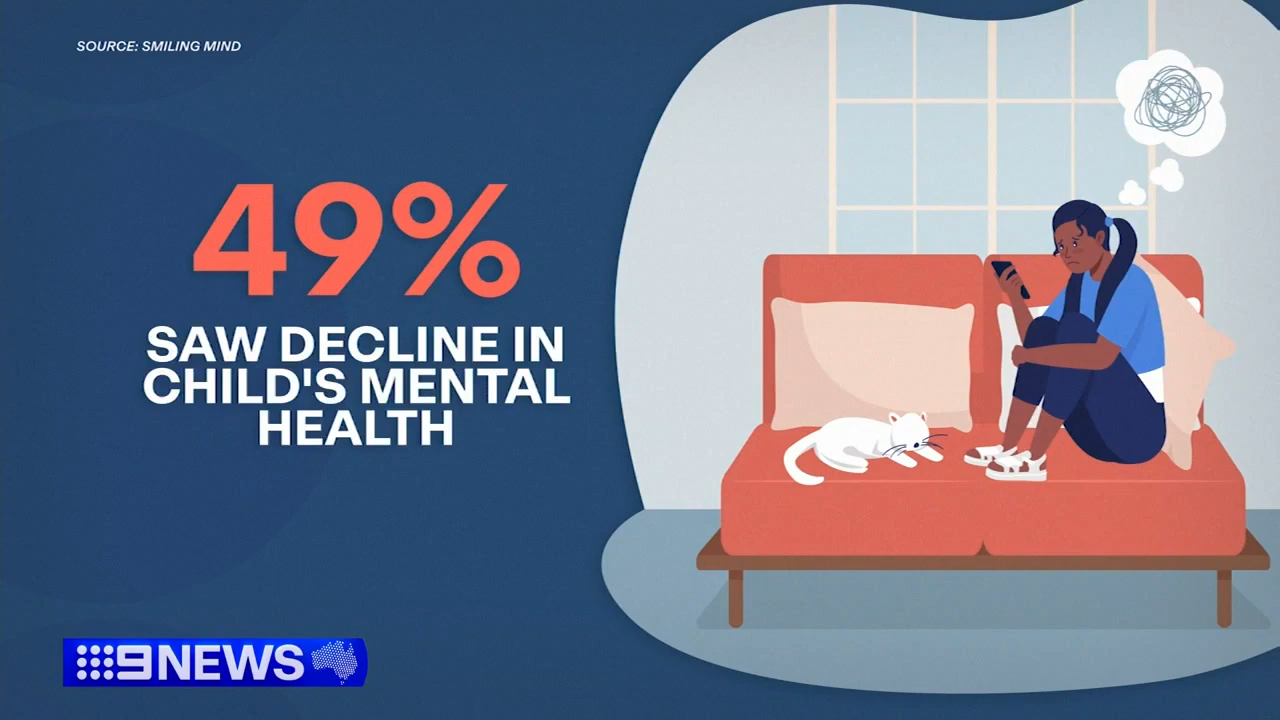 SOURCE: SMILING MIND
49%
SAW DECLINE IN
CHILD'S MENTAL
HEALTH
9NEWS